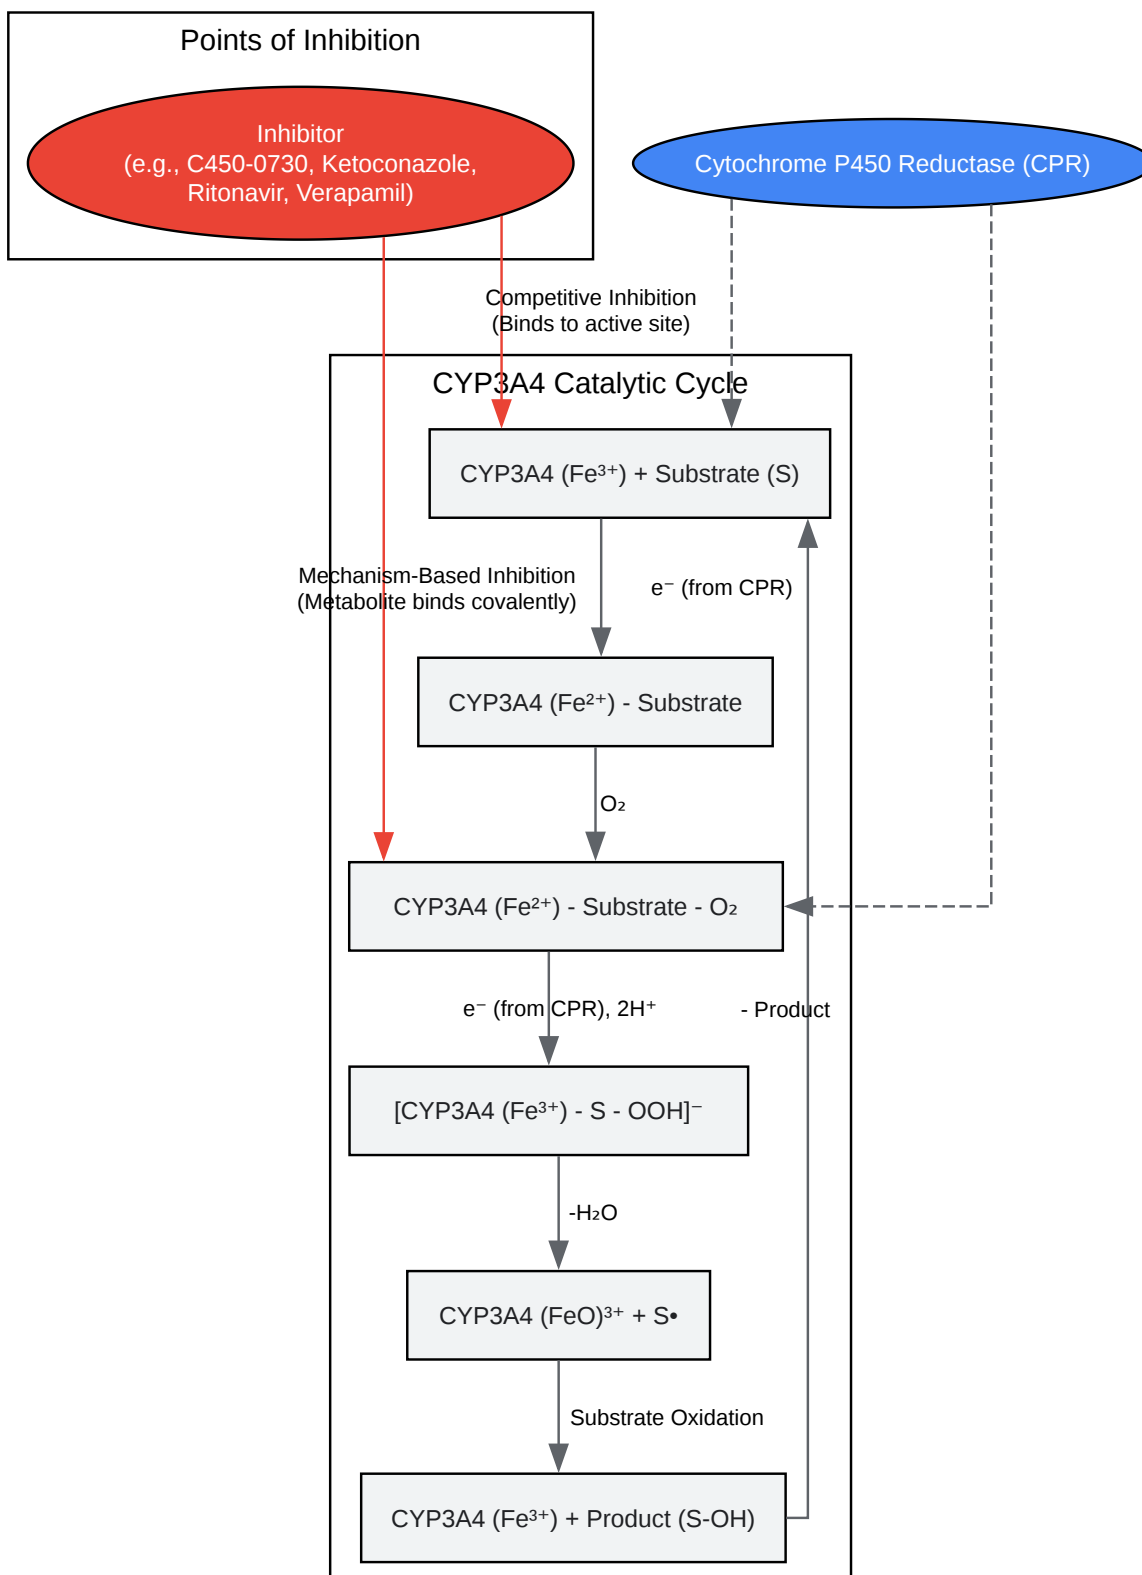 Points of Inhibition
Inhibitor
(e.g., C450-0730, Ketoconazole,
Ritonavir, Verapamil)
Cytochrome P450 Reductase (CPR)
Competitive Inhibition
(Binds to active site)
CYP3A4 Catalytic Cycle
CYP3A4 (Fe³⁺) + Substrate (S)
Mechanism-Based Inhibition
(Metabolite binds covalently)
e⁻ (from CPR)
CYP3A4 (Fe²⁺) - Substrate
O₂
CYP3A4 (Fe²⁺) - Substrate - O₂
e⁻ (from CPR), 2H⁺
- Product
[CYP3A4 (Fe³⁺) - S - OOH]⁻
-H₂O
CYP3A4 (FeO)³⁺ + S•
Substrate Oxidation
CYP3A4 (Fe³⁺) + Product (S-OH)